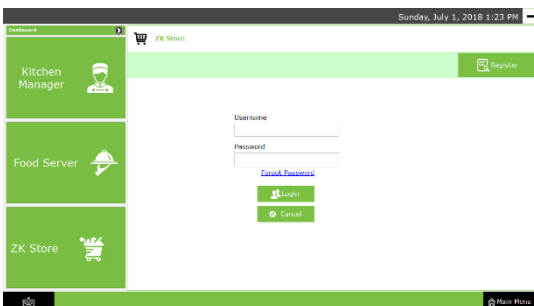 Sunday, July 1, 2018 1:23 PM
Dashboard
ZK Store
Register
Kitchen
Manager
Username
Password
Food Server
Forgot Password
Login
Cancel
ZK Store
Main Menu